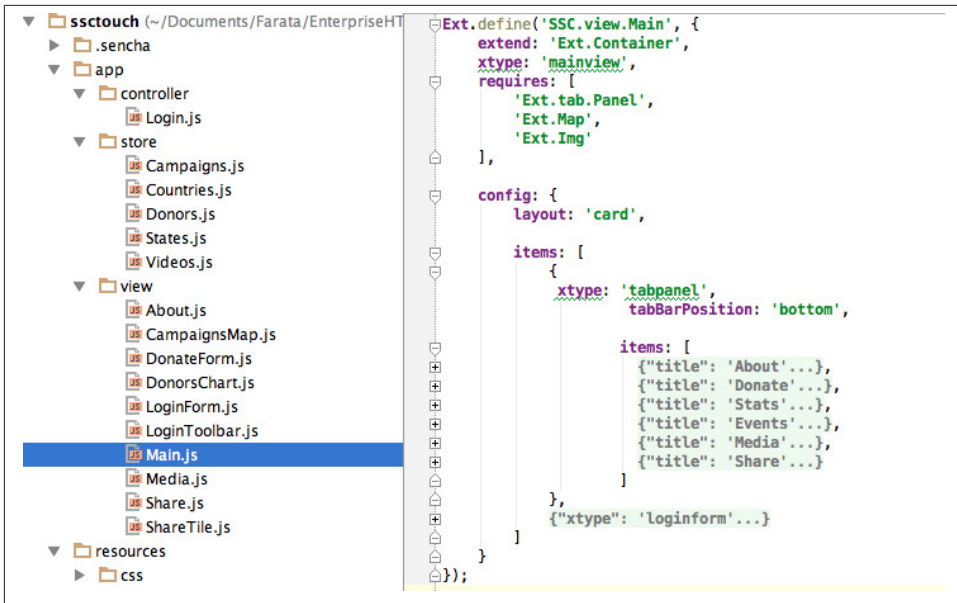 ssctouch (~/Documents/Farata/EnterpriseHT
.sencha
app
controller
Login.js
store
Campaigns.js
Countries.js
Donors.js
States.js
Videos.js
view
About.js
CampaignsMap.js
DonateForm.js
DonorsChart.js
LoginForm.js
LoginToolbar.js
Main.js
Media.js
Share.js
ShareTile.js
resources
css
Ext.define('SSC.view.Main', {
extend: 'Ext.Container',
xtype: 'mainview',
requires: [
'Ext.tab.Panel',
'Ext.Map',
'Ext.Img'
],
config: {
layout: 'card',
items: [
{
xtype: 'tabpanel',
tabBarPosition: 'bottom',
items: [
{"title": 'About'...},
{"title": 'Donate'...},
{"title": 'Stats'...},
{"title": 'Events'...},
{"title": 'Media'...},
{"title": 'Share'...}
]
},
{"xtype": 'loginform'...}
]
}
});